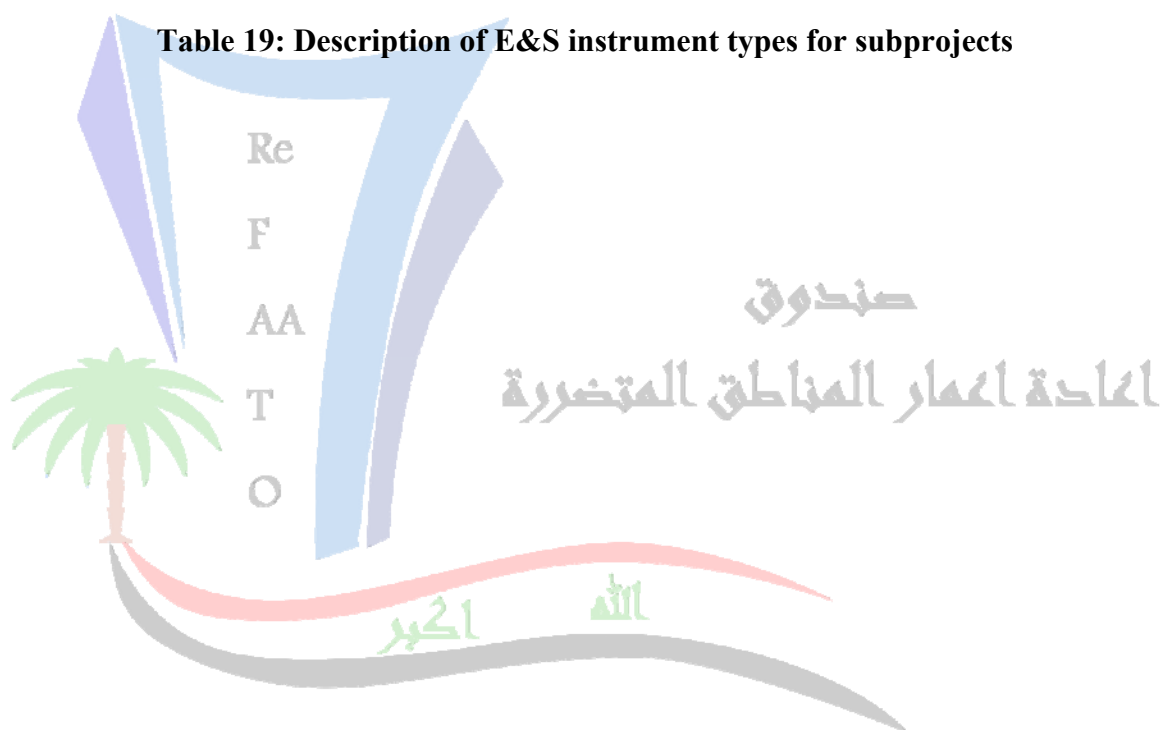 Table 19: Description of E&S instrument types for subprojects
Re
F
AA
T
O
صندوق
اعادة اعمار المناطق المتضررة
الله
اكبر